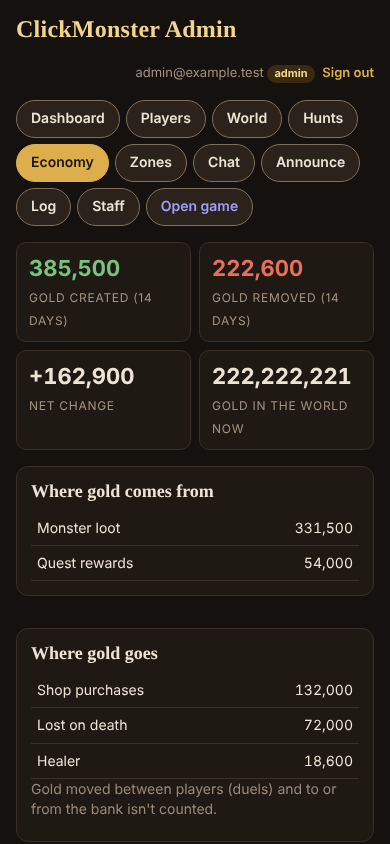 ClickMonster Admin
admin@example.test admin Sign out
Dashboard Players World Hunts
Economy Zones Chat Announce
Log Staff Open game
385,500
GOLD CREATED (14
DAYS)
222,600
GOLD REMOVED (14
DAYS)
+162,900
NET CHANGE
222,222,221
GOLD IN THE WORLD
NOW
Where gold comes from
Monster loot 331,500
Quest rewards 54,000
Where gold goes
Shop purchases 132,000
Lost on death 72,000
Healer 18,600
Gold moved between players (duels) and to or
from the bank isn't counted.